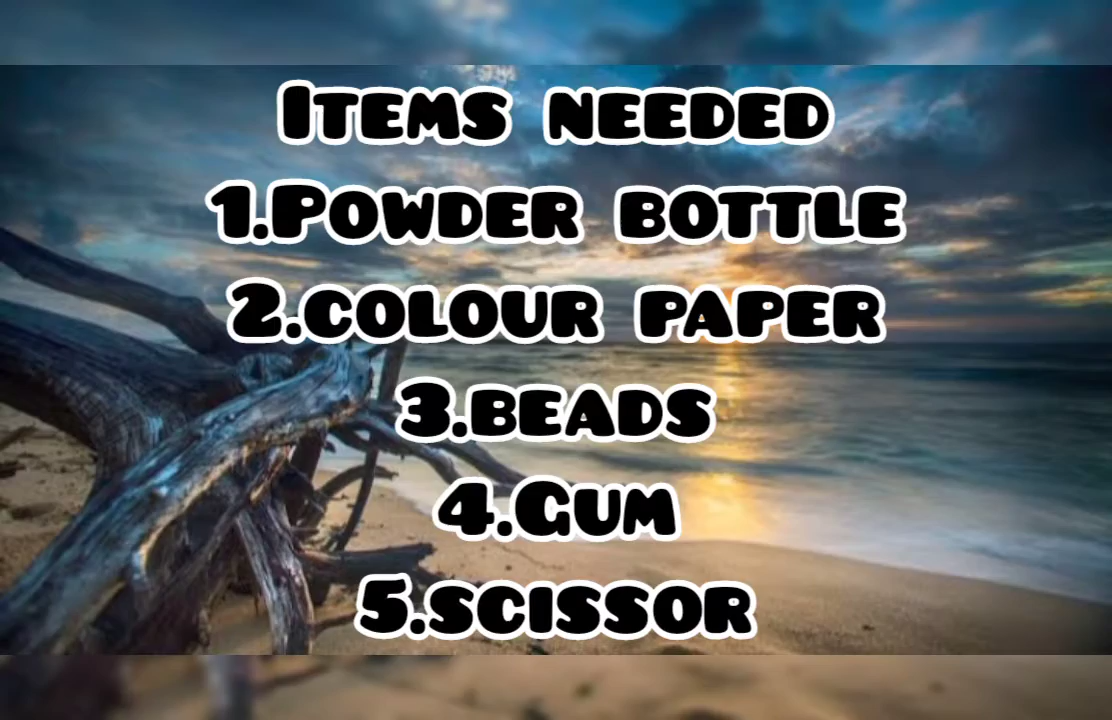 Items needed
1.Powder bottle
2.colour paper
3.beads
4.Gum
5.scissor